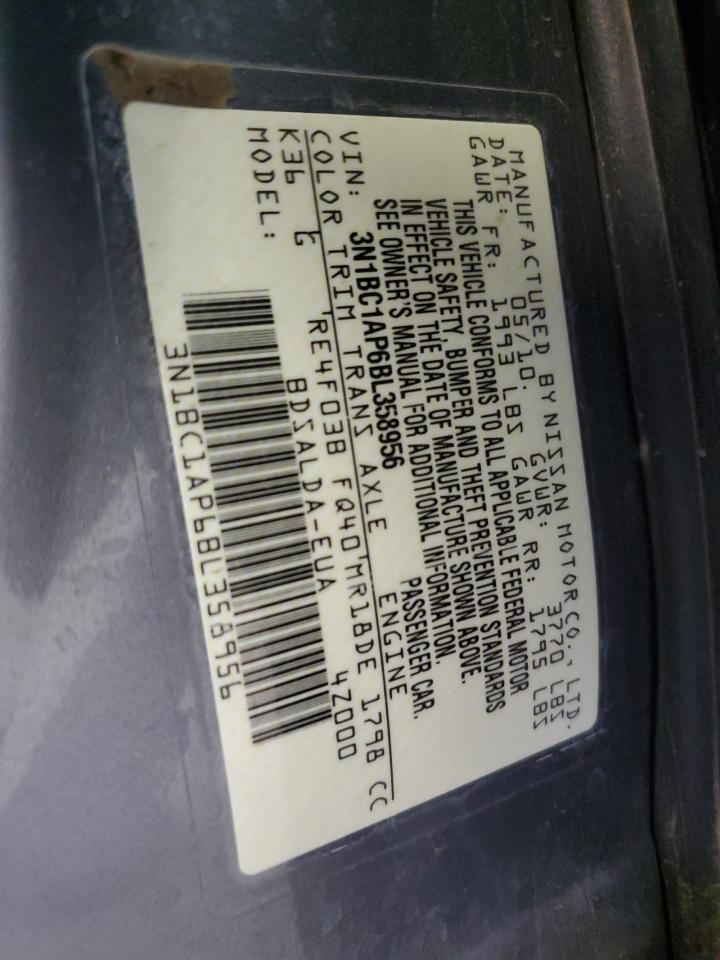 MANUFACTURED BY NISSAN MOTOR CO., LTD.
DATE: 05/10. GVWR: 3770 LBS
GAWR FR: 1993 LBS GAWR RR: 1795 LBS
THIS VEHICLE CONFORMS TO ALL APPLICABLE FEDERAL MOTOR
VEHICLE SAFETY, BUMPER AND THEFT PREVENTION STANDARDS
IN EFFECT ON THE DATE OF MANUFACTURE SHOWN ABOVE.
SEE OWNER'S MANUAL FOR ADDITIONAL INFORMATION.
VIN: 3N1BC1AP6BL358956 PASSENGER CAR.
COLOR TRIM TRANS AXLE ENGINE
K36 G RE4F03B FQ40 MR18DE 1798 CC
MODEL: BDSALDA-EUA 4Z000
3N1BC1AP6BL358956